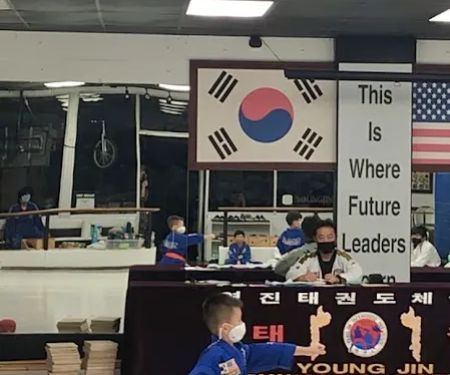 This
Is
Where
Future
Leaders
진태권도체
태
YOUNG JIN